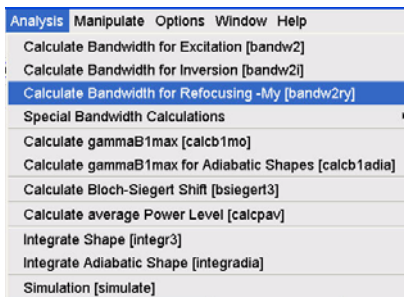 Analysis Manipulate Options Window Help
Calculate Bandwidth for Excitation [bandw2]
Calculate Bandwidth for Inversion [bandw2i]
Calculate Bandwidth for Refocusing -My [bandw2ry]
Special Bandwidth Calculations
Calculate gammaB1max [calcb1mo]
Calculate gammaB1max for Adiabatic Shapes [calcb1adia]
Calculate Bloch-Siegert Shift [bsiegert3]
Calculate average Power Level [calcpav]
Integrate Shape [integr3]
Integrate Adiabatic Shape [integradia]
Simulation [simulate]